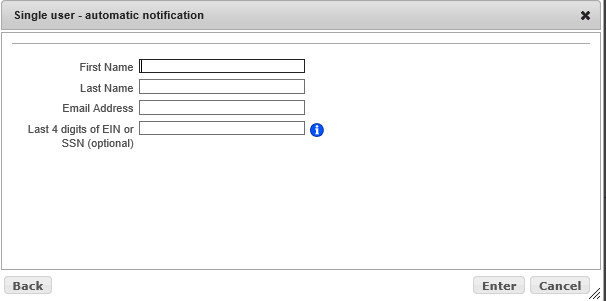 Single user - automatic notification
First Name
Last Name
Email Address
Last 4 digits of EIN or
SSN (optional)
Back
Enter
Cancel